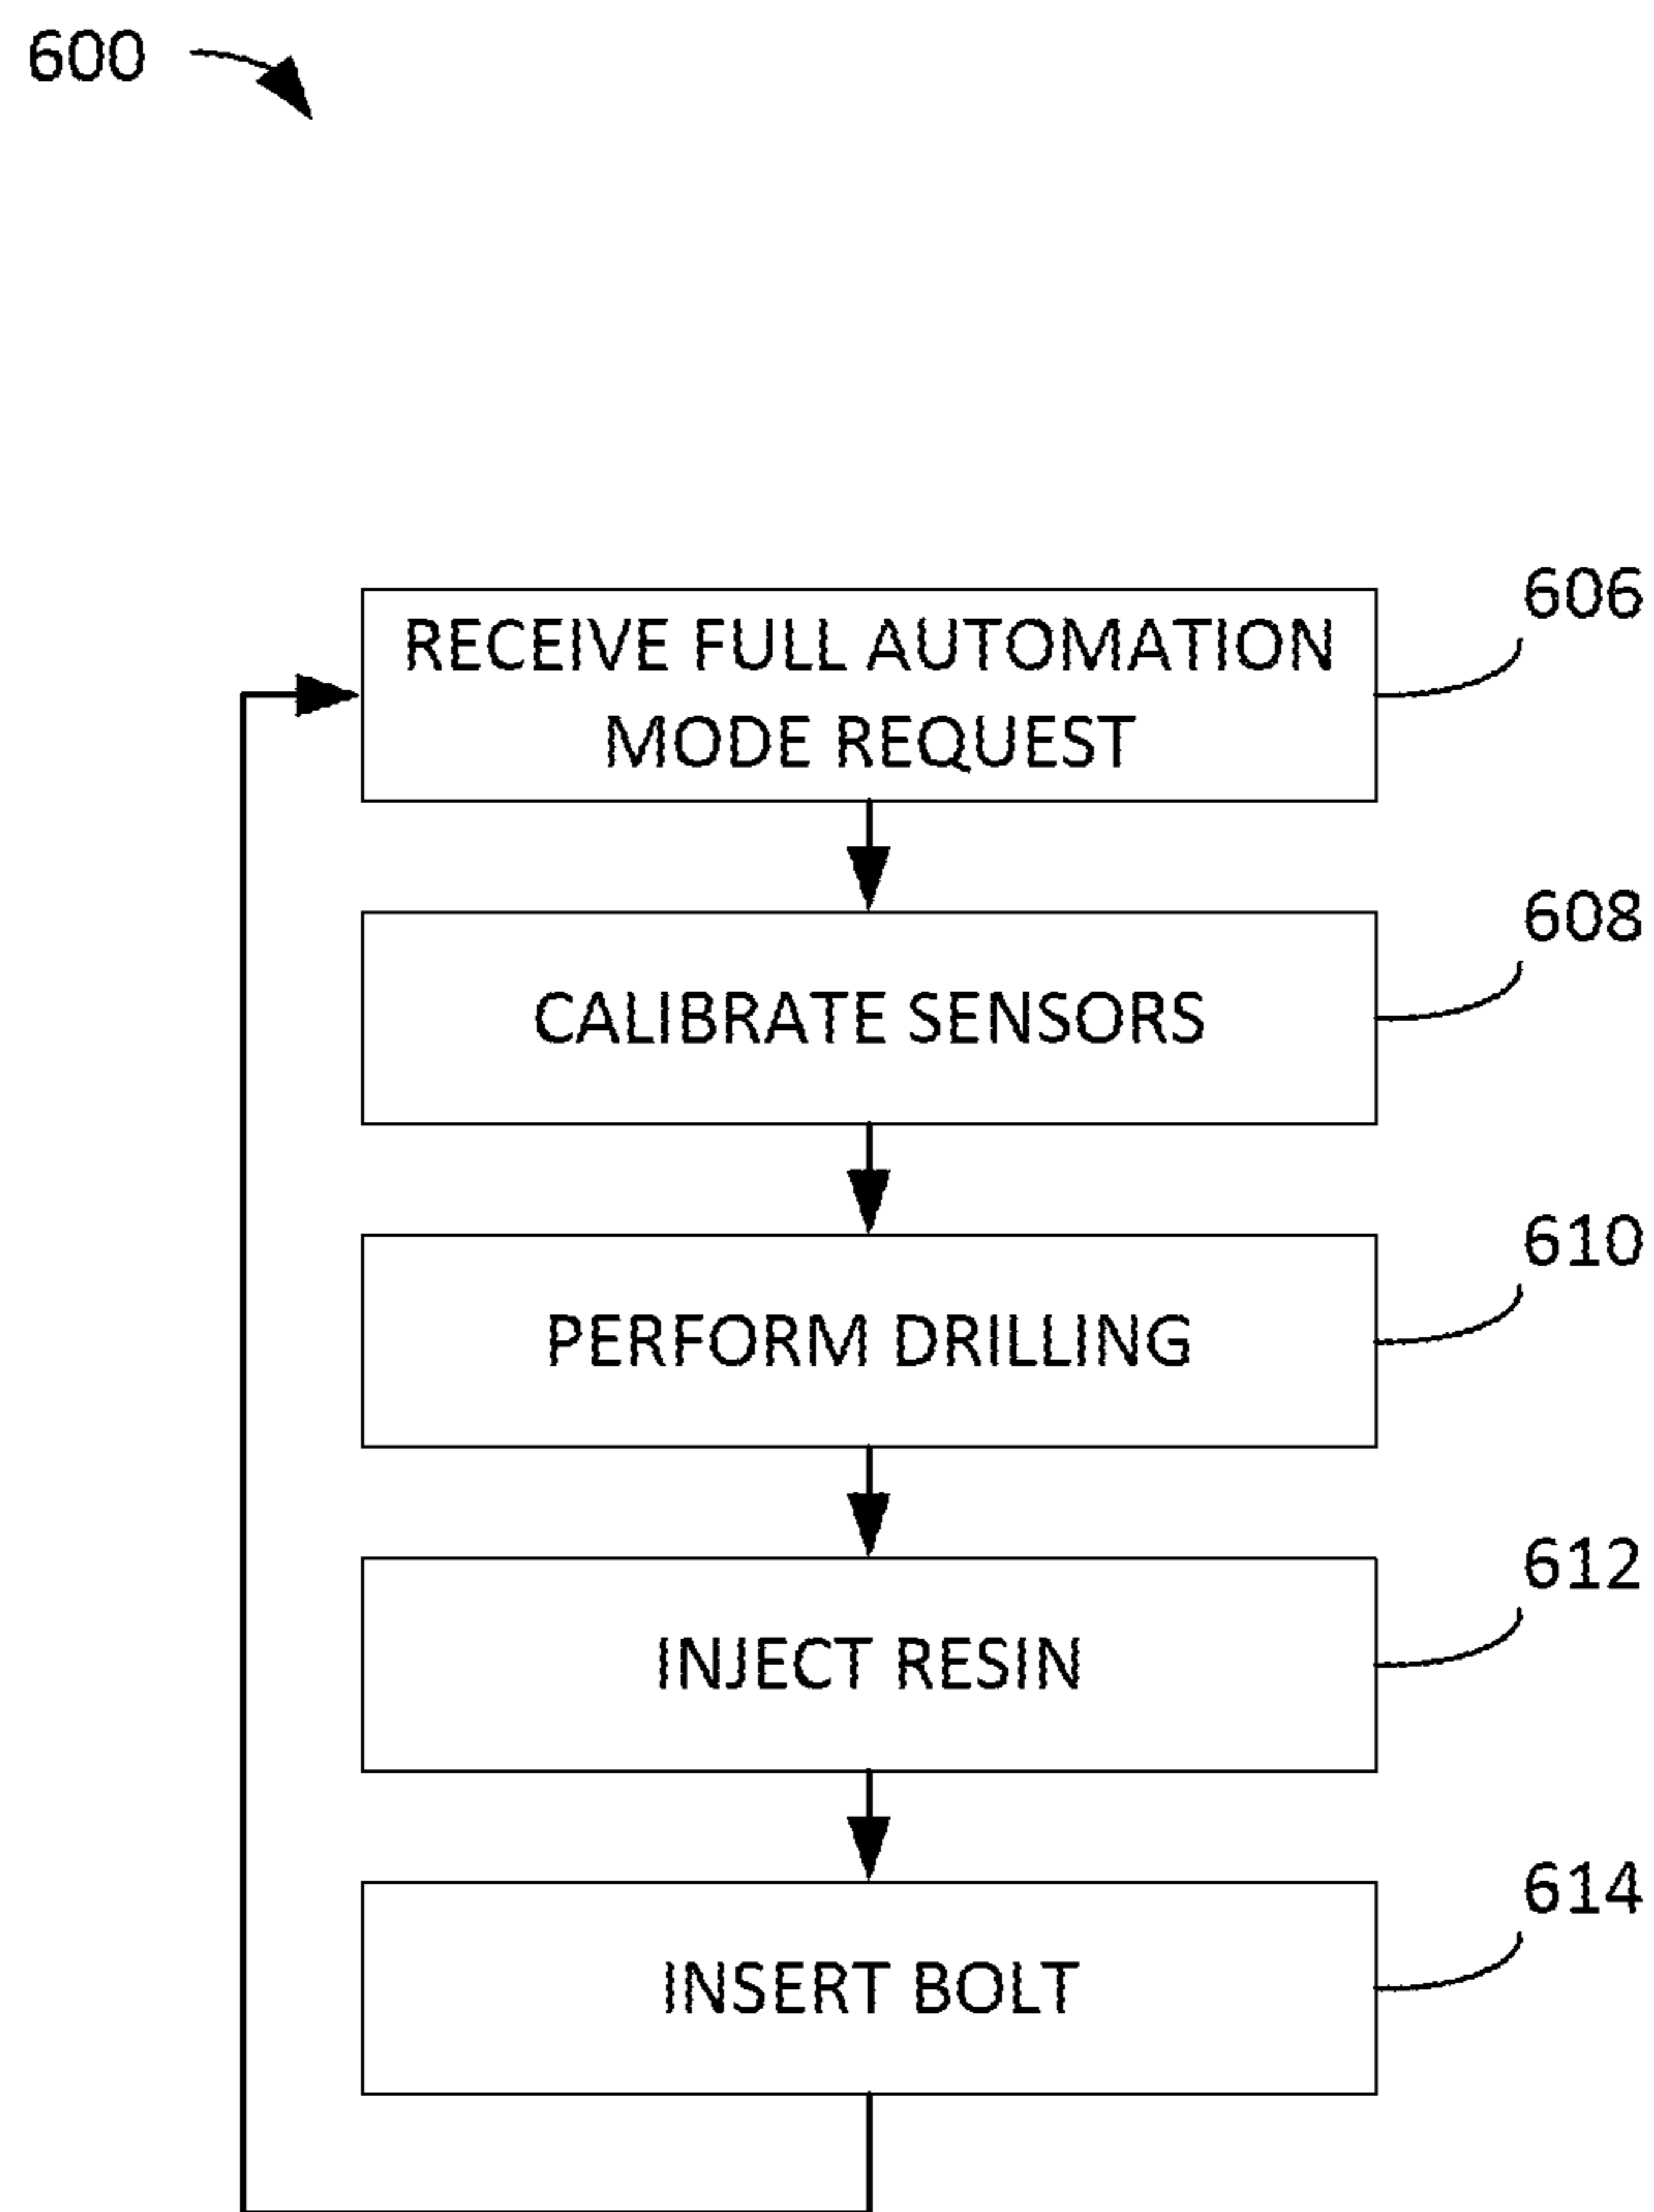 600
RECEIVE FULL AUTOMATION
MODE REQUEST
606
CALIBRATE SENSORS
608
PERFORM DRILLING
610
INJECT RESIN
612
INSERT BOLT
614